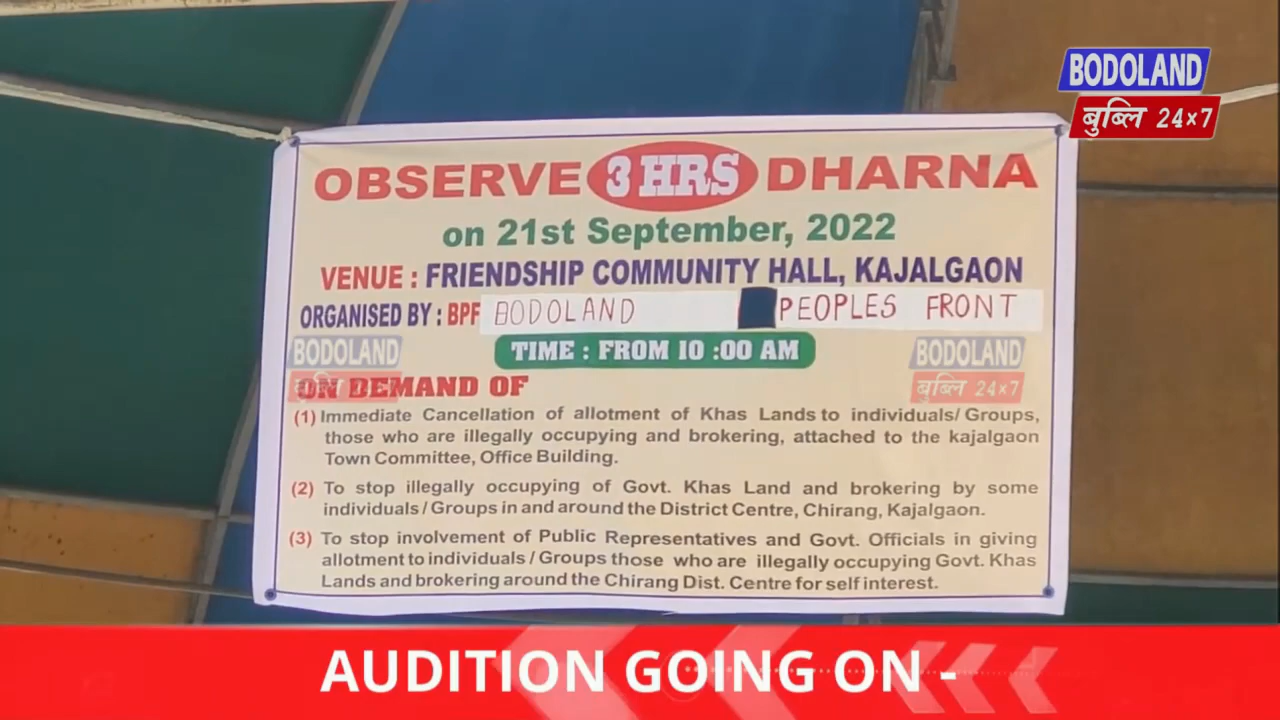 BODOLAND
बुब्लि 24×7
OBSERVE 3 HRS DHARNA
on 21st September, 2022
VENUE : FRIENDSHIP COMMUNITY HALL, KAJALGAON
ORGANISED BY : BPF BODOLAND PEOPLES FRONT
TIME : FROM 10 :00 AM
BODOLAND
बुब्लि 24×7
BODOLAND
बुब्लि 24×7
ON DEMAND OF
(1) Immediate Cancellation of allotment of Khas Lands to individuals/ Groups,
those who are illegally occupying and brokering, attached to the kajalgaon
Town Committee, Office Building.
(2) To stop illegally occupying of Govt. Khas Land and brokering by some
individuals / Groups in and around the District Centre, Chirang, Kajalgaon.
(3) To stop involvement of Public Representatives and Govt. Officials in giving
allotment to individuals / Groups those who are illegally occupying Govt. Khas
Lands and brokering around the Chirang Dist. Centre for self interest.
AUDITION GOING ON -